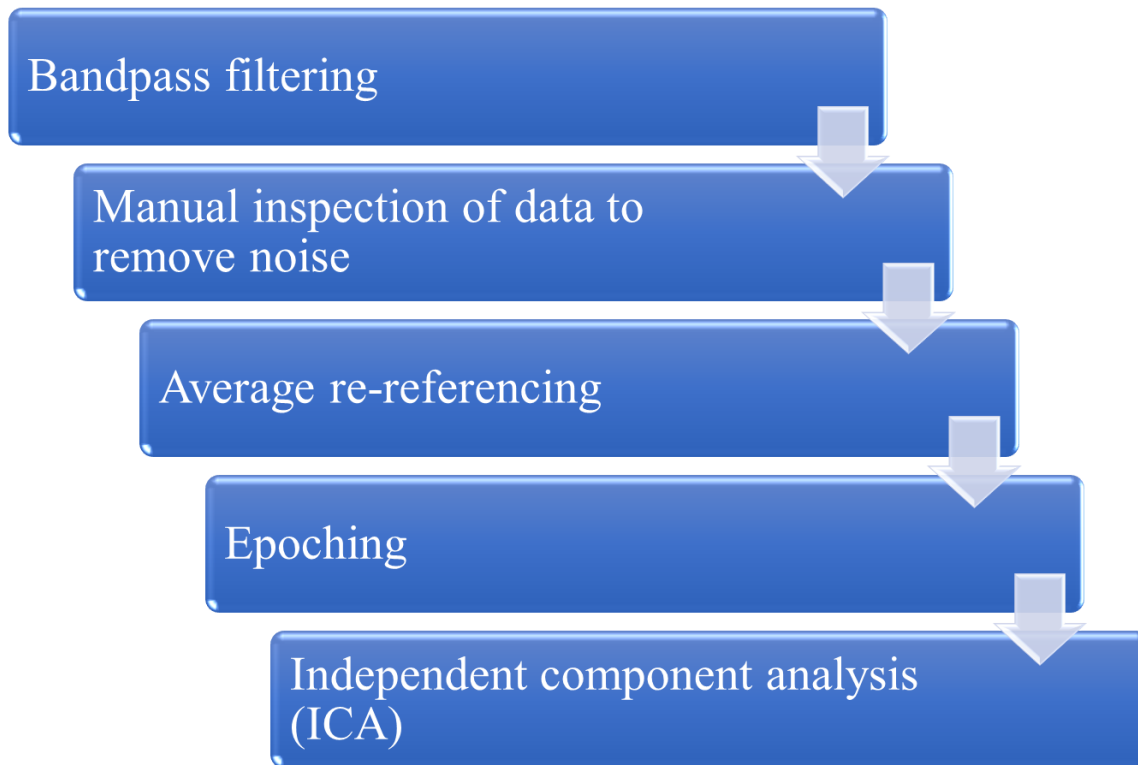 Bandpass filtering
Manual inspection of data to
remove noise
Average re-referencing
Epoching
Independent component analysis
(ICA)